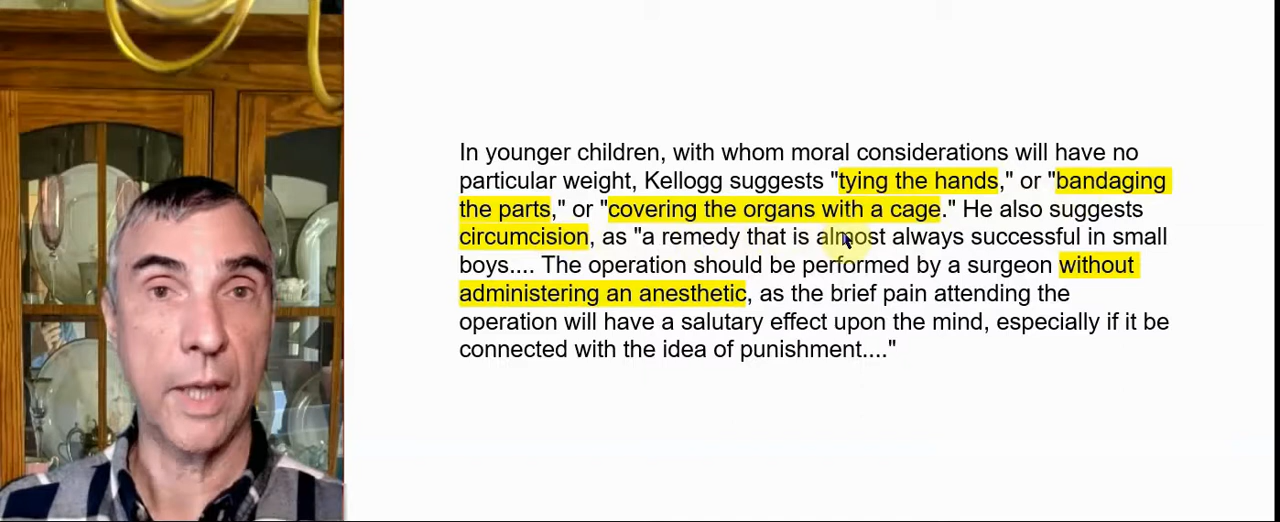 In younger children, with whom moral considerations will have no
particular weight, Kellogg suggests "tying the hands," or "bandaging
the parts," or "covering the organs with a cage." He also suggests
circumcision, as "a remedy that is almost always successful in small
boys.... The operation should be performed by a surgeon without
administering an anesthetic, as the brief pain attending the
operation will have a salutary effect upon the mind, especially if it be
connected with the idea of punishment...."